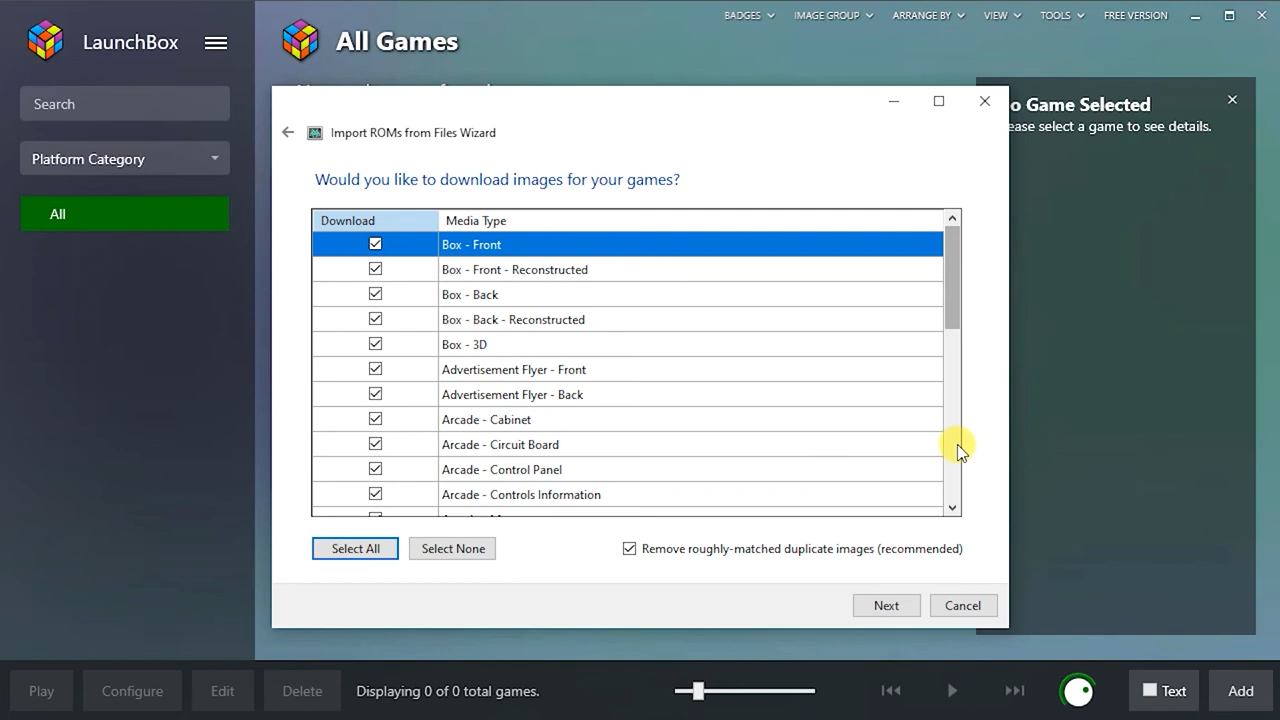 LaunchBox
Search
Platform Category
All
All Games
BADGES
IMAGE GROUP
ARRANGE BY
VIEW
TOOLS
FREE VERSION
Import ROMs from Files Wizard
Would you like to download images for your games?
Download Media Type
Box - Front
Box - Front - Reconstructed
Box - Back
Box - Back - Reconstructed
Box - 3D
Advertisement Flyer - Front
Advertisement Flyer - Back
Arcade - Cabinet
Arcade - Circuit Board
Arcade - Control Panel
Arcade - Controls Information
Select All
Select None
Remove roughly-matched duplicate images (recommended)
Next
Cancel
o Game Selected
ease select a game to see details.
Play
Configure
Edit
Delete
Displaying 0 of 0 total games.
Text
Add